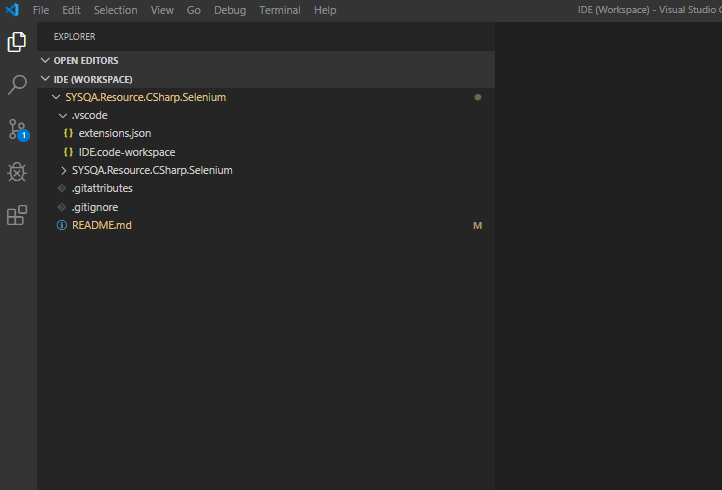 File Edit Selection View Go Debug Terminal Help IDE (Workspace) - Visual Studio
EXPLORER
OPEN EDITORS
IDE (WORKSPACE)
SYSQA.Resource.CSharp.Selenium
.vscode
{} extensions.json
1
{} IDE.code-workspace
SYSQA.Resource.CSharp.Selenium
.gitattributes
.gitignore
README.md M